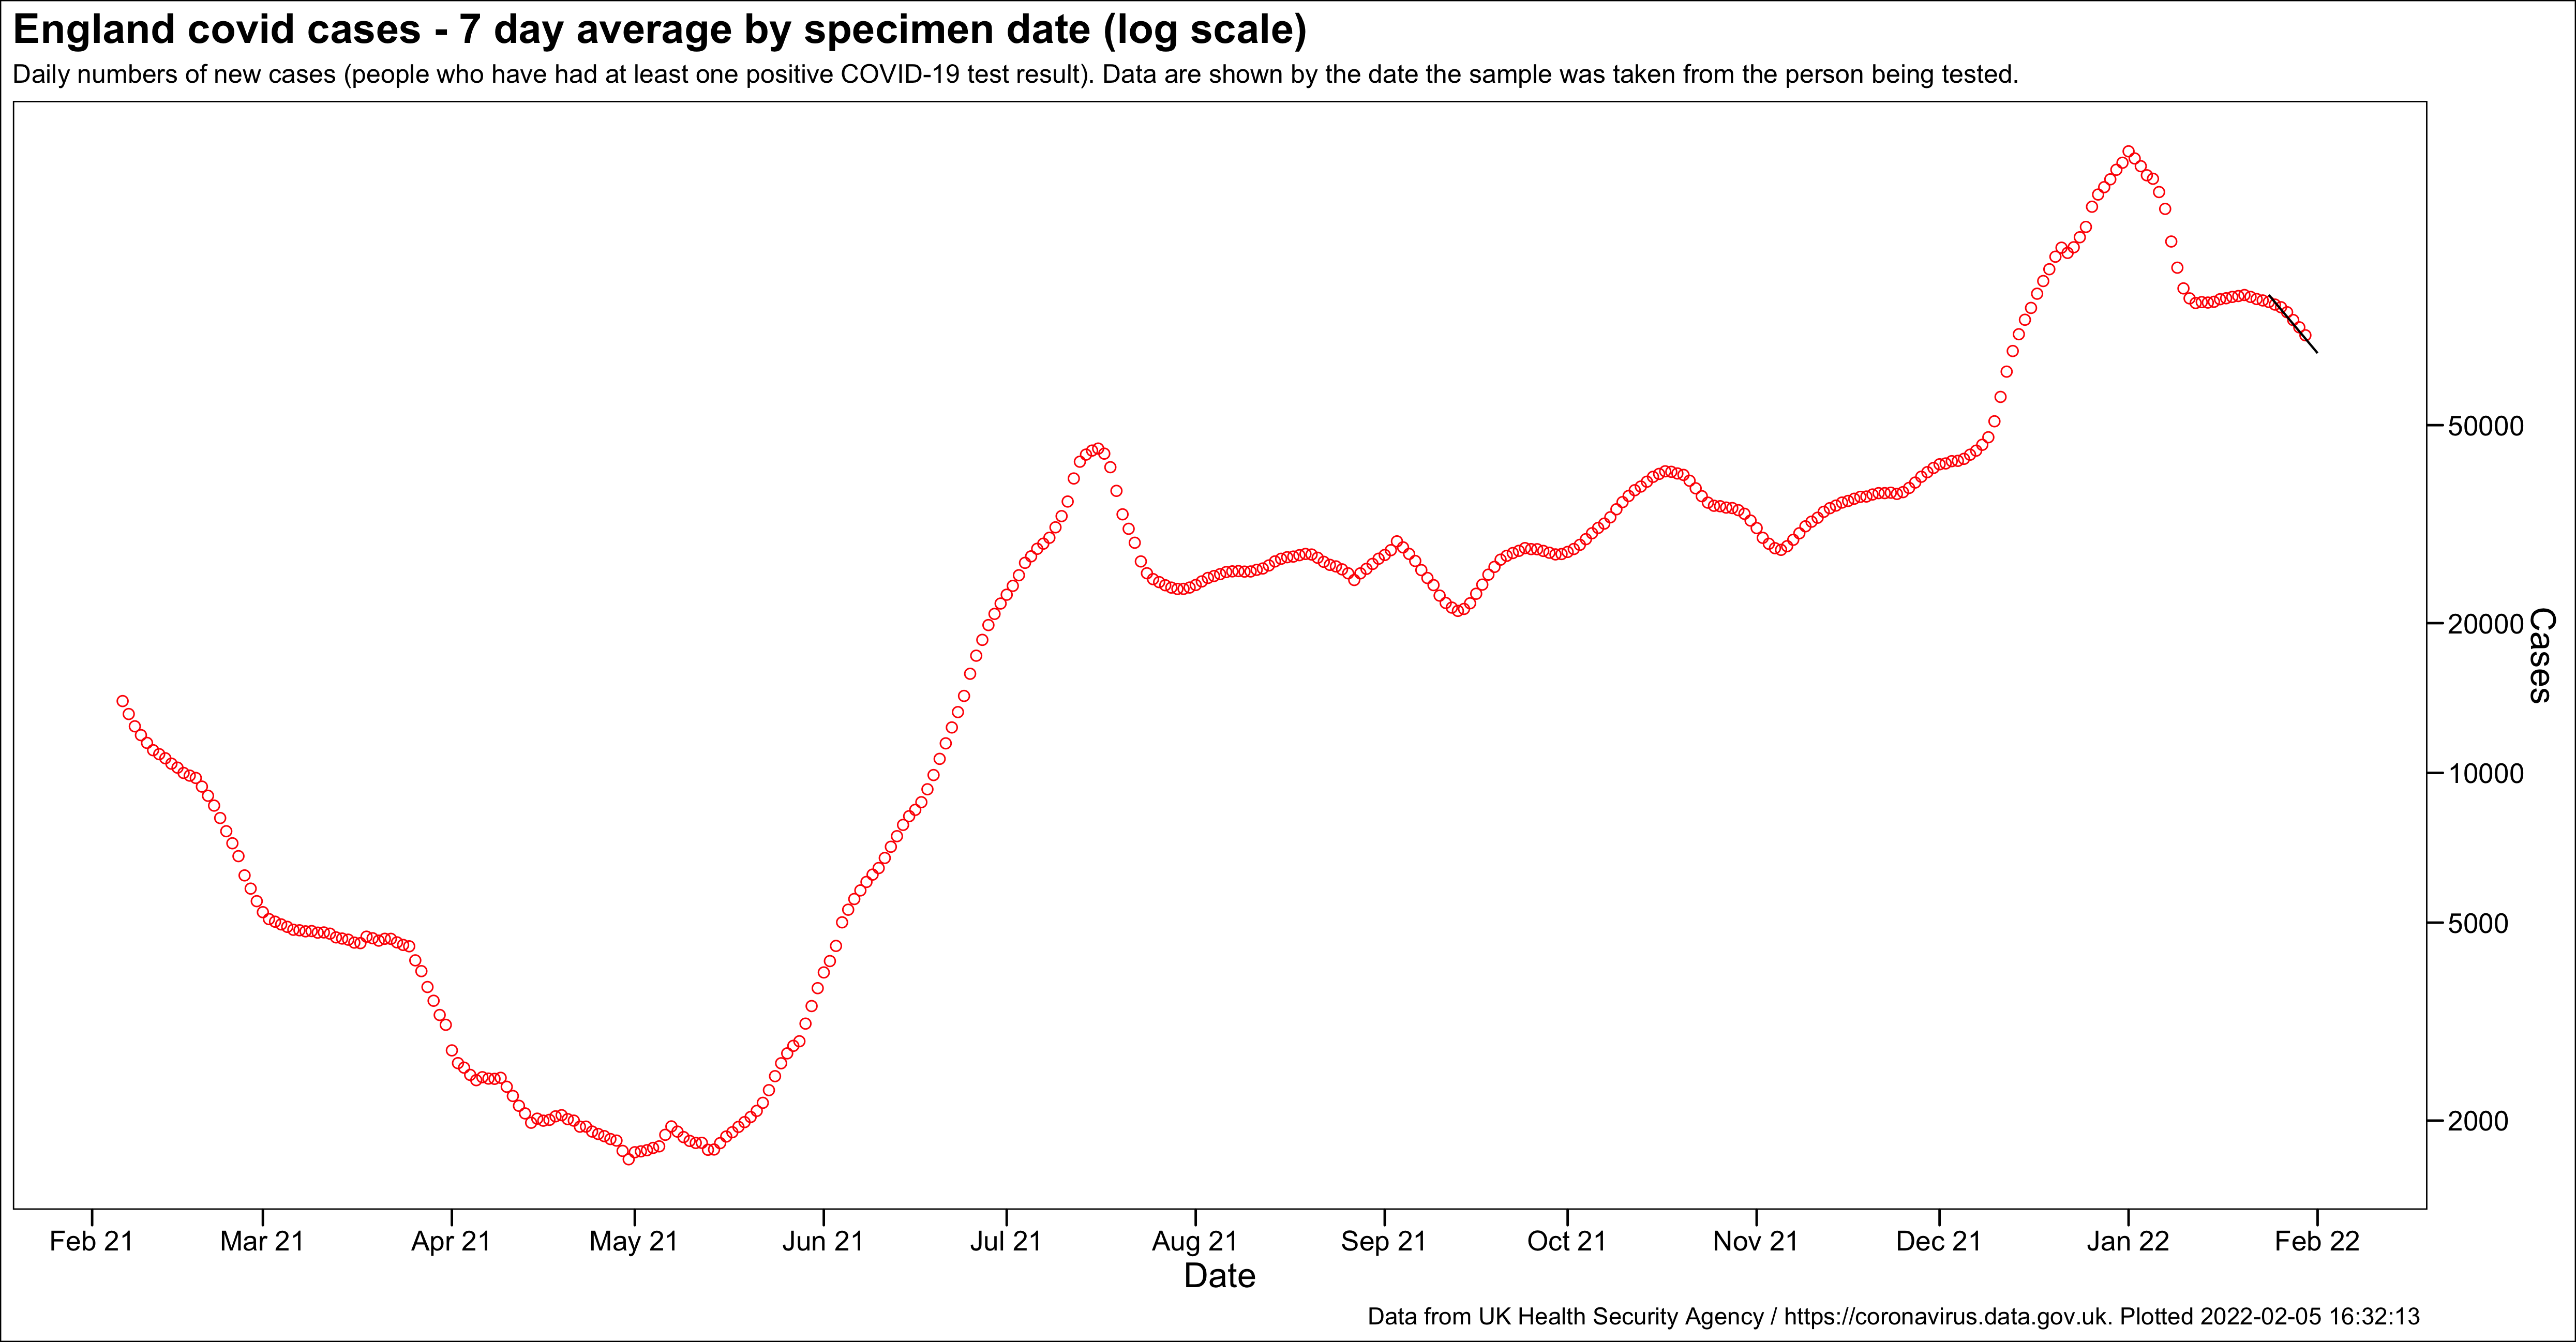 England covid cases - 7 day average by specimen date (log scale)
Daily numbers of new cases (people who have had at least one positive COVID-19 test result). Data are shown by the date the sample was taken from the person being tested.
50000
20000
10000
5000
2000
Cases
Feb 21 Mar 21 Apr 21 May 21 Jun 21 Jul 21 Aug 21 Sep 21 Oct 21 Nov 21 Dec 21 Jan 22 Feb 22
Date
Data from UK Health Security Agency / https://coronavirus.data.gov.uk. Plotted 2022-02-05 16:32:13